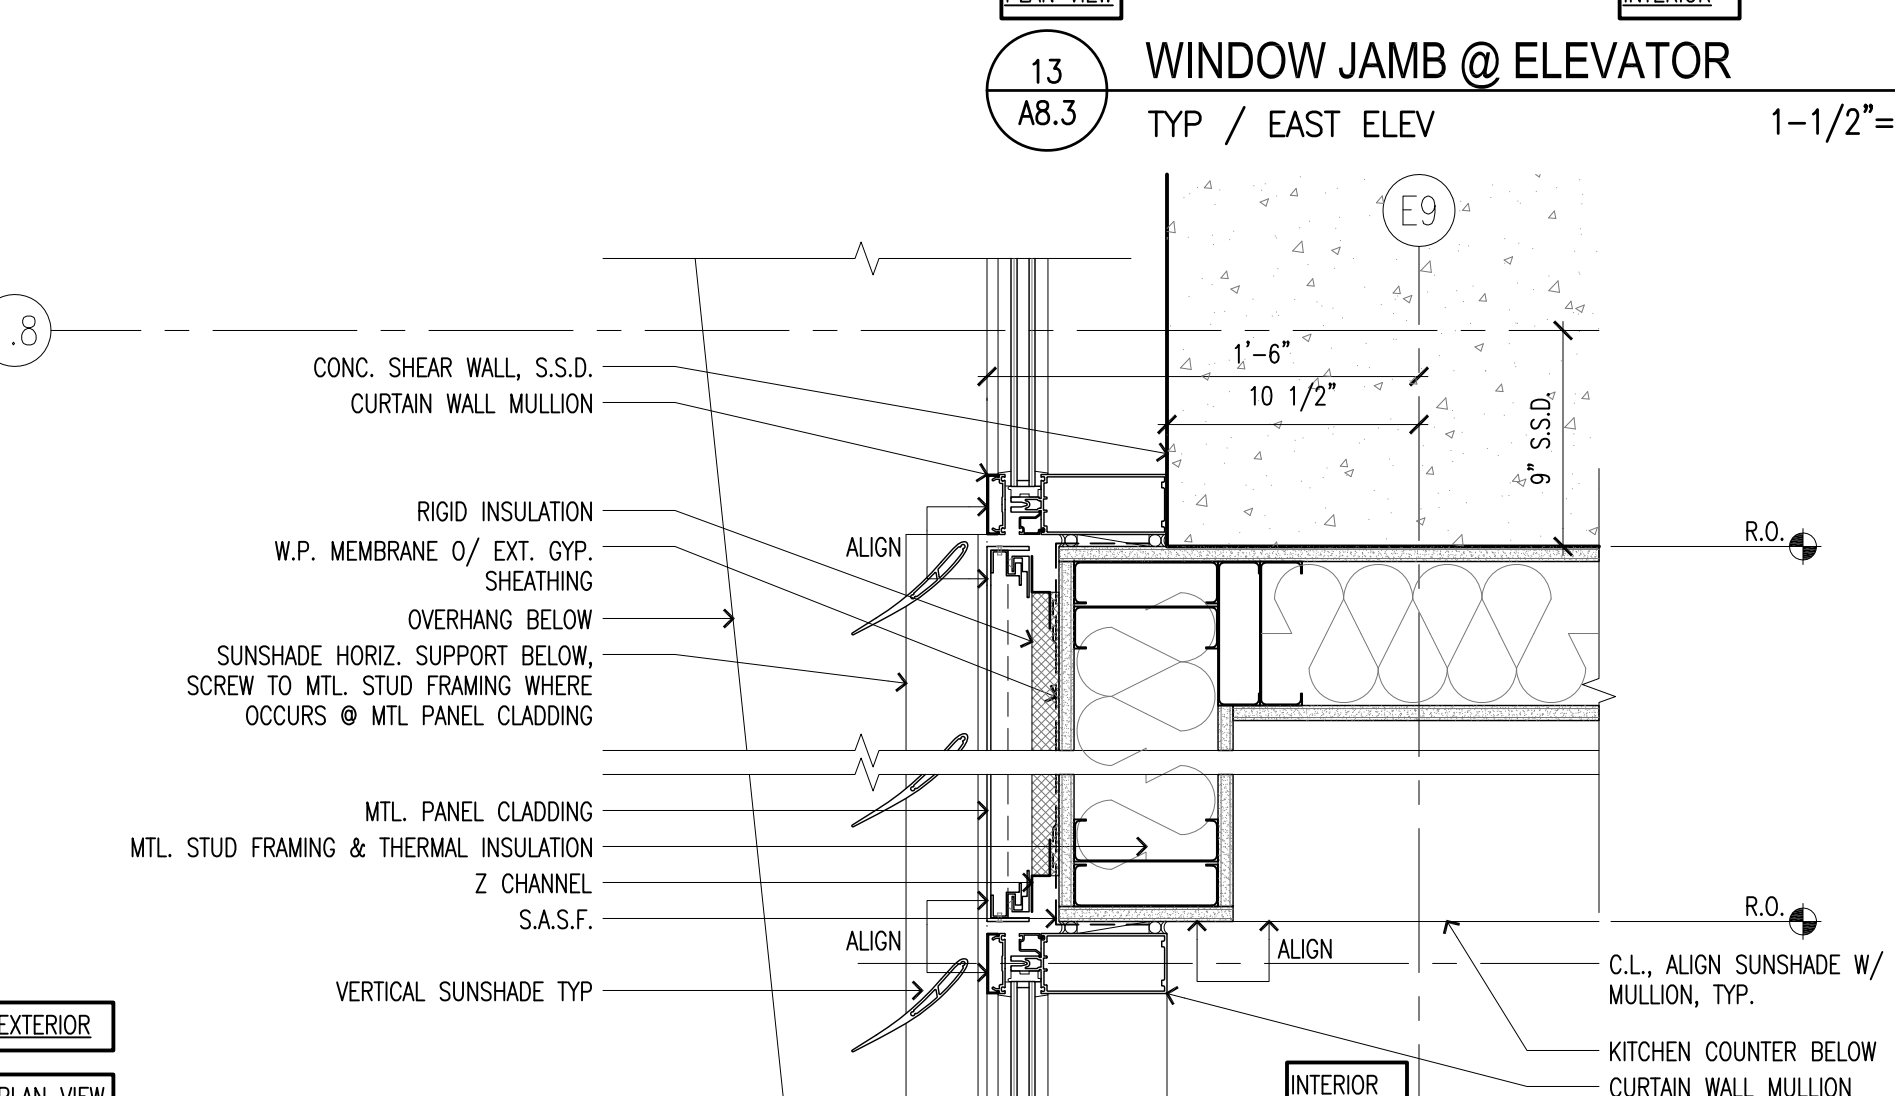 PLAN VIEW
INTERIOR
13
A8.3
WINDOW JAMB @ ELEVATOR
TYP / EAST ELEV
1-1/2"=
E9
.8
1'-6"
10 1/2"
9" S.S.D.
CONC. SHEAR WALL, S.S.D.
CURTAIN WALL MULLION
RIGID INSULATION
W.P. MEMBRANE O/ EXT. GYP.
SHEATHING
OVERHANG BELOW
SUNSHADE HORIZ. SUPPORT BELOW,
SCREW TO MTL. STUD FRAMING WHERE
OCCURS @ MTL PANEL CLADDING
MTL. PANEL CLADDING
MTL. STUD FRAMING & THERMAL INSULATION
Z CHANNEL
S.A.S.F.
VERTICAL SUNSHADE TYP
ALIGN
ALIGN
ALIGN
R.O.
R.O.
C.L., ALIGN SUNSHADE W/
MULLION, TYP.
KITCHEN COUNTER BELOW
CURTAIN WALL MULLION
EXTERIOR
PLAN VIEW
INTERIOR